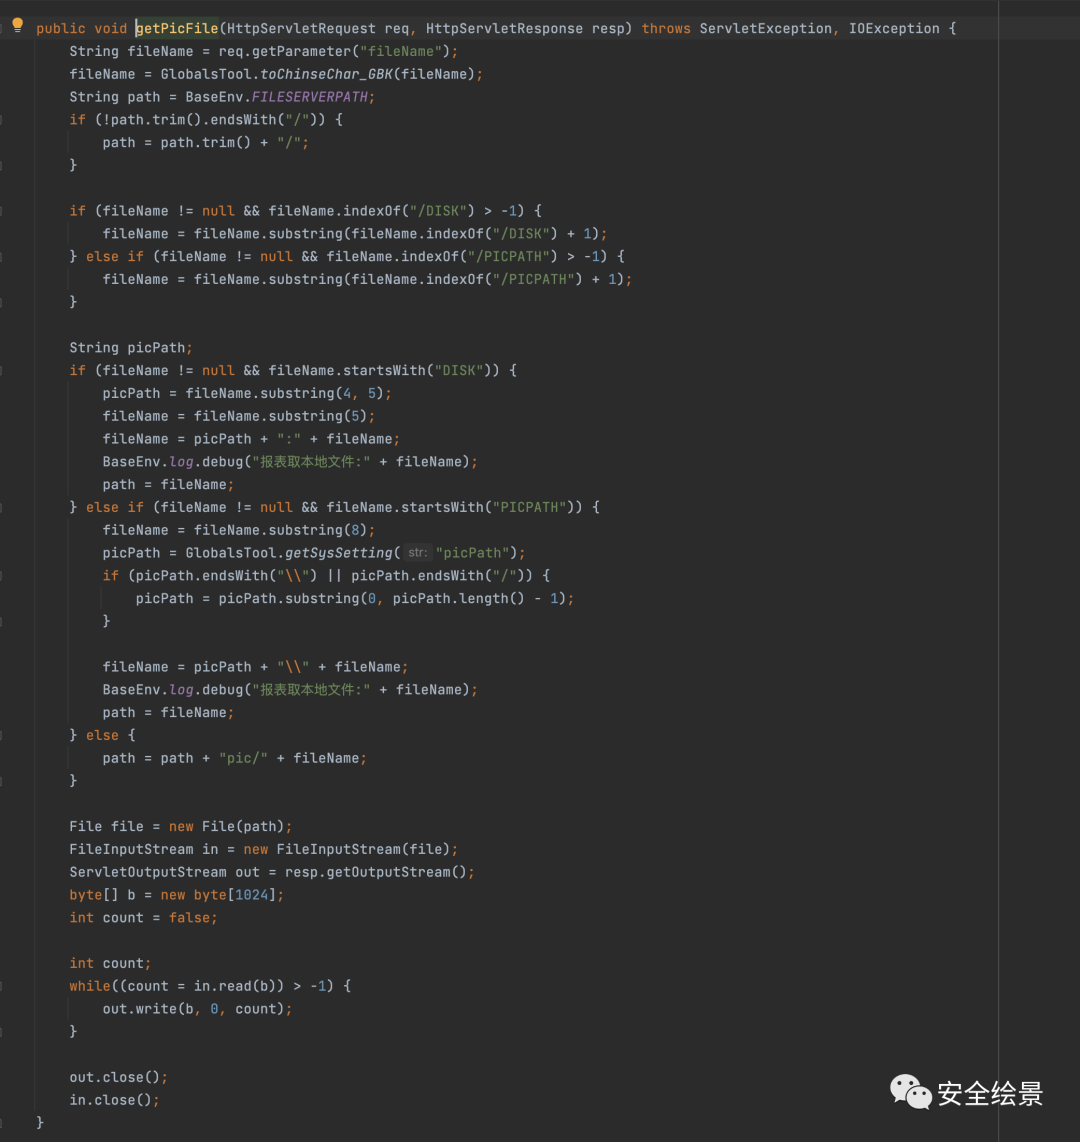 public void getPicFile(HttpServletRequest req, HttpServletResponse resp) throws ServletException, IOException {
    String fileName = req.getParameter("fileName");
    fileName = GlobalsTool.toChinseChar_GBK(fileName);
    String path = BaseEnv.FILESERVERPATH;
    if (!path.trim().endsWith("/")) {
        path = path.trim() + "/";
    }

    if (fileName != null && fileName.indexOf("/DISK") > -1) {
        fileName = fileName.substring(fileName.indexOf("/DISK") + 1);
    } else if (fileName != null && fileName.indexOf("/PICPATH") > -1) {
        fileName = fileName.substring(fileName.indexOf("/PICPATH") + 1);
    }

    String picPath;
    if (fileName != null && fileName.startsWith("DISK")) {
        picPath = fileName.substring(4, 5);
        fileName = fileName.substring(5);
        fileName = picPath + ":" + fileName;
        BaseEnv.log.debug("报表取本地文件:" + fileName);
        path = fileName;
    } else if (fileName != null && fileName.startsWith("PICPATH")) {
        fileName = fileName.substring(8);
        picPath = GlobalsTool.getSysSetting( str: "picPath");
        if (picPath.endsWith("\\") || picPath.endsWith("/")) {
            picPath = picPath.substring(0, picPath.length() - 1);
        }

        fileName = picPath + "\\" + fileName;
        BaseEnv.log.debug("报表取本地文件:" + fileName);
        path = fileName;
    } else {
        path = path + "pic/" + fileName;
    }

    File file = new File(path);
    FileInputStream in = new FileInputStream(file);
    ServletOutputStream out = resp.getOutputStream();
    byte[] b = new byte[1024];
    int count = false;

    int count;
    while((count = in.read(b)) > -1) {
        out.write(b, 0, count);
    }

    out.close();
    in.close();
}
安全绘景